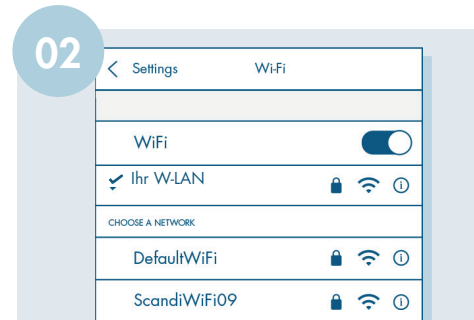 02
Settings Wi-Fi
WiFi
Ihr W-LAN
CHOOSE A NETWORK
DefaultWiFi
ScandiWiFi09